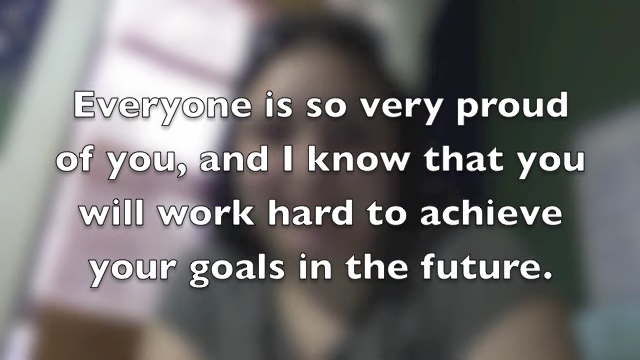 Everyone is so very proud
of you, and I know that you
will work hard to achieve
your goals in the future.